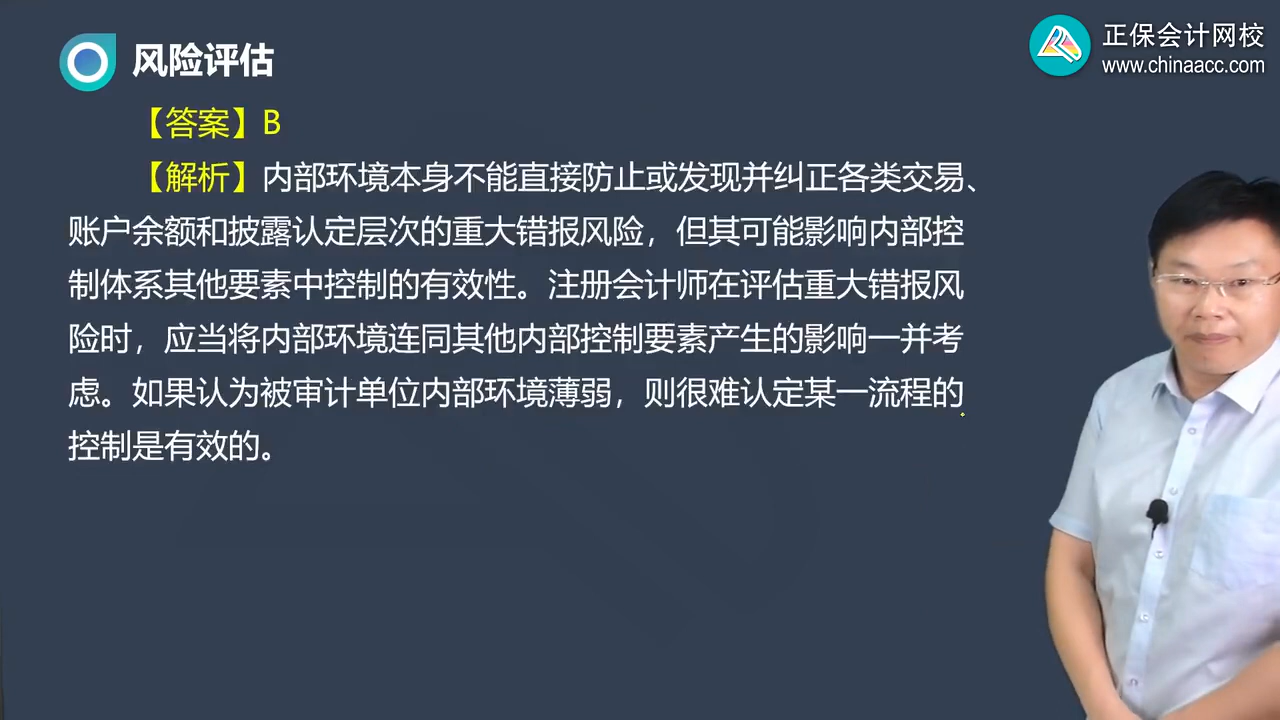 风险评估
正保会计网校
www.chinaacc.com
【答案】B
【解析】内部环境本身不能直接防止或发现并纠正各类交易、
账户余额和披露认定层次的重大错报风险，但其可能影响内部控
制体系其他要素中控制的有效性。注册会计师在评估重大错报风
险时，应当将内部环境连同其他内部控制要素产生的影响一并考
虑。如果认为被审计单位内部环境薄弱，则很难认定某一流程的
控制是有效的。